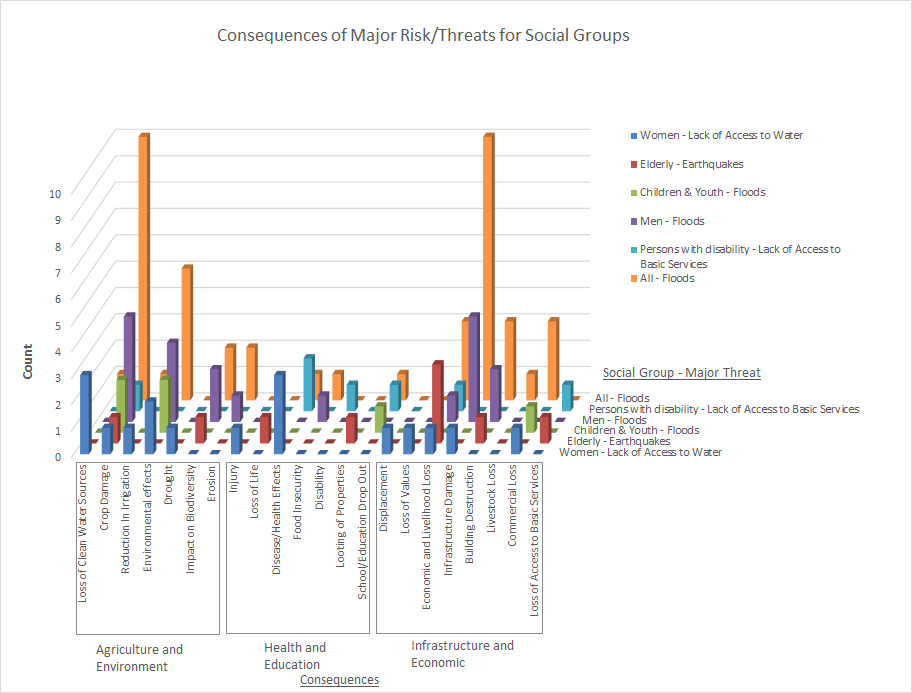 Consequences of Major Risk/Threats for Social Groups
Women - Lack of Access to Water
Elderly - Earthquakes
Children & Youth - Floods
Men - Floods
Persons with disability - Lack of Access to
Basic Services
All - Floods
Count
10
9
8
7
6
5
4
3
2
1
0
Social Group - Major Threat
All - Floods
Persons with disability - Lack of Access to Basic Services
Men - Floods
Children & Youth - Floods
Elderly - Earthquakes
Women - Lack of Access to Water
Loss of Clean Water Sources
Crop Damage
Reduction In Irrigation
Environmental effects
Drought
Impact on Biodiversity
Erosion
Injury
Loss of Life
Disease/Health Effects
Food Insecurity
Disability
Looting of Properties
School/Education Drop Out
Displacement
Loss of Values
Economic and Livelihood Loss
Infrastructure Damage
Building Destruction
Livestock Loss
Commercial Loss
Loss of Access to Basic Services
Agriculture and
Environment
Health and
Education
Infrastructure and
Economic
Consequences